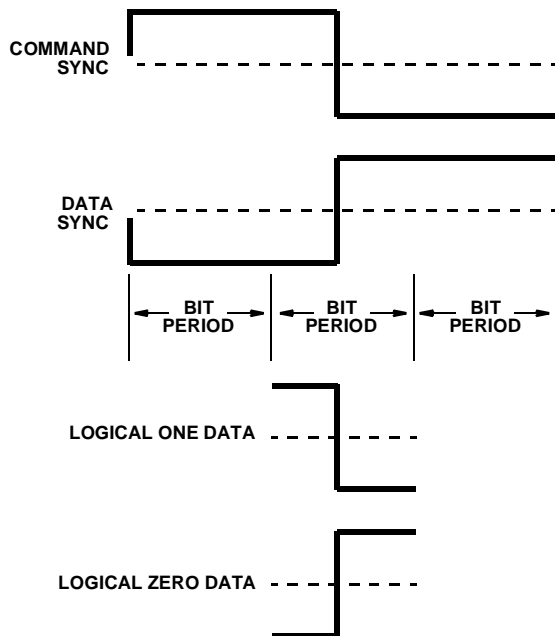 COMMAND
SYNC
DATA
SYNC
BIT
PERIOD
BIT
PERIOD
BIT
PERIOD
LOGICAL ONE DATA
LOGICAL ZERO DATA